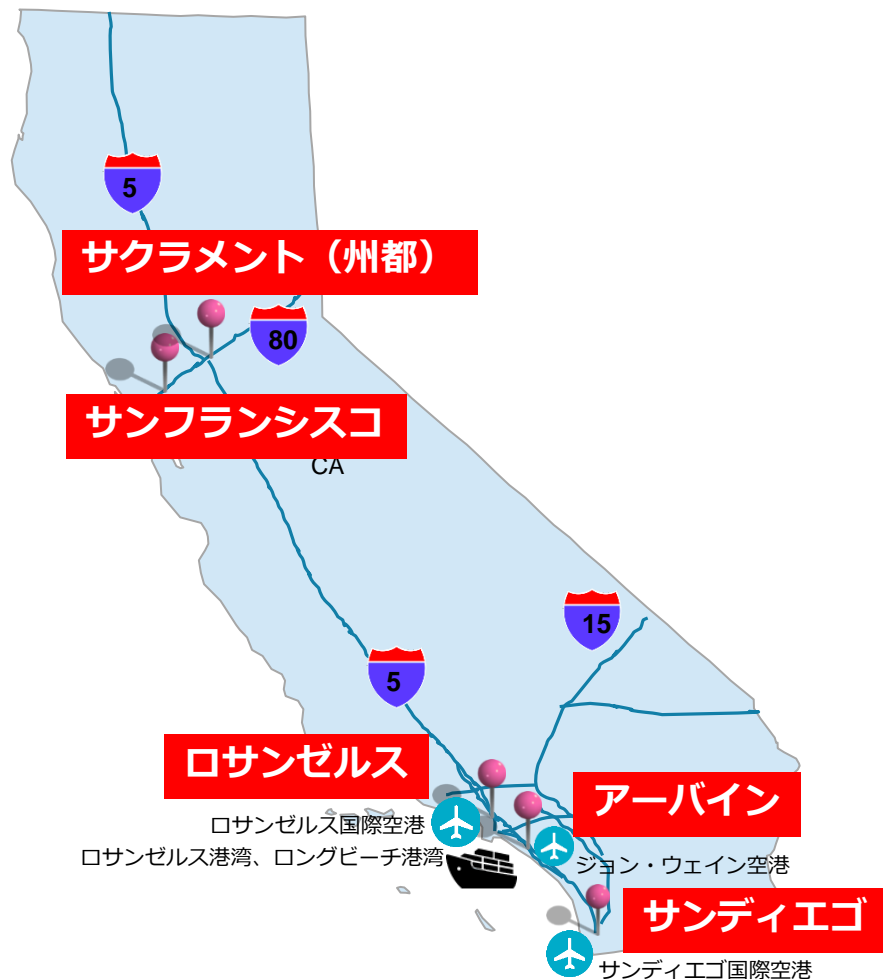 5
サクラメント（州都）
80
サンフランシスコ
CA
15
5
ロサンゼルス
アーバイン
ロサンゼルス国際空港
ロサンゼルス港湾、ロングビーチ港湾
ジョン・ウェイン空港
サンディエゴ
サンディエゴ国際空港